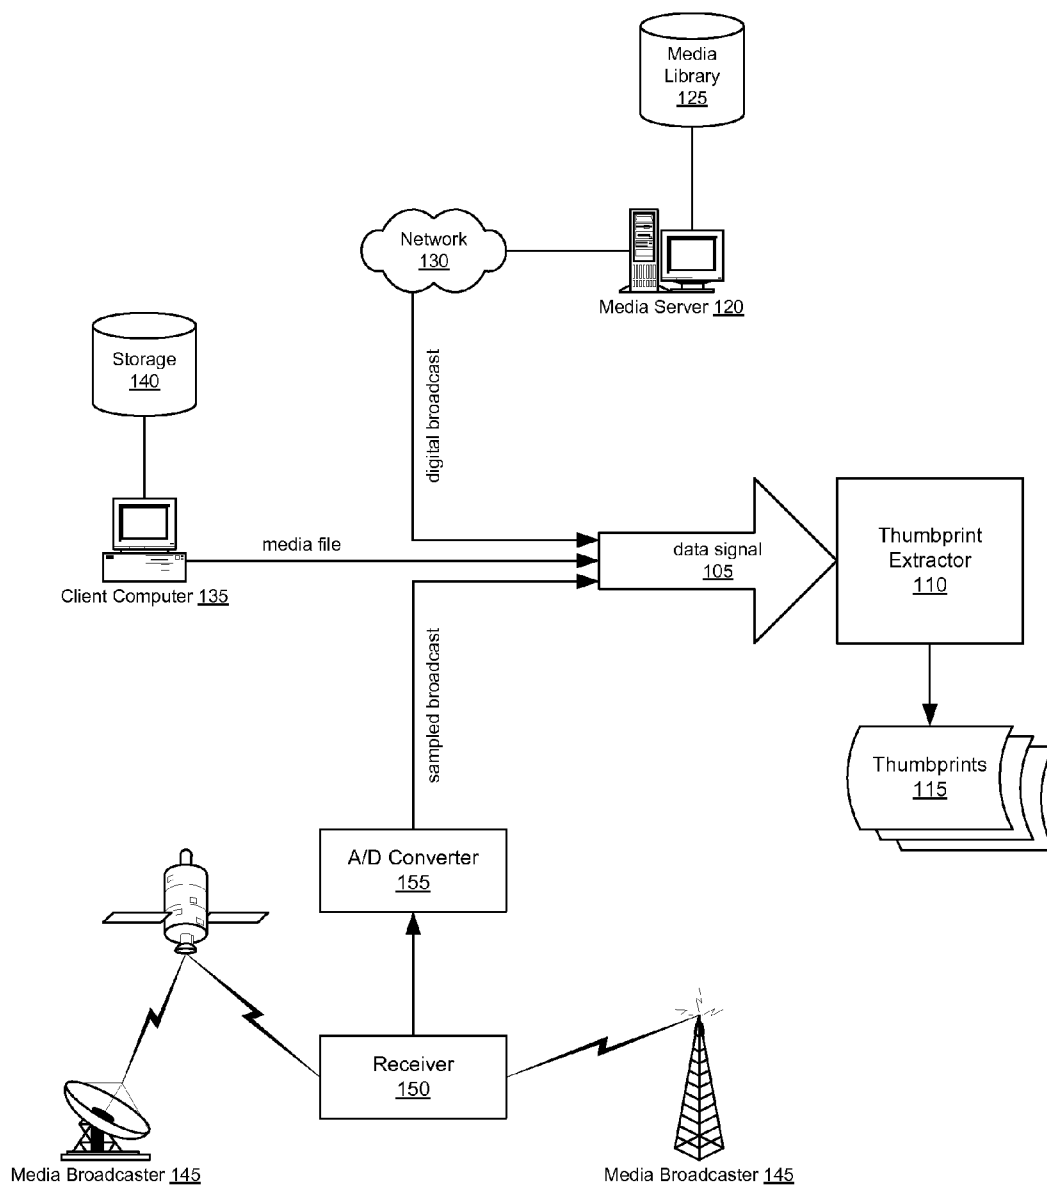 Media
Library
125
Network
130
Media Server 120
Storage
140
digital broadcast
media file
data signal
105
Thumbprint
Extractor
110
Client Computer 135
sampled broadcast
Thumbprints
115
A/D Converter
155
Receiver
150
Media Broadcaster 145
Media Broadcaster 145